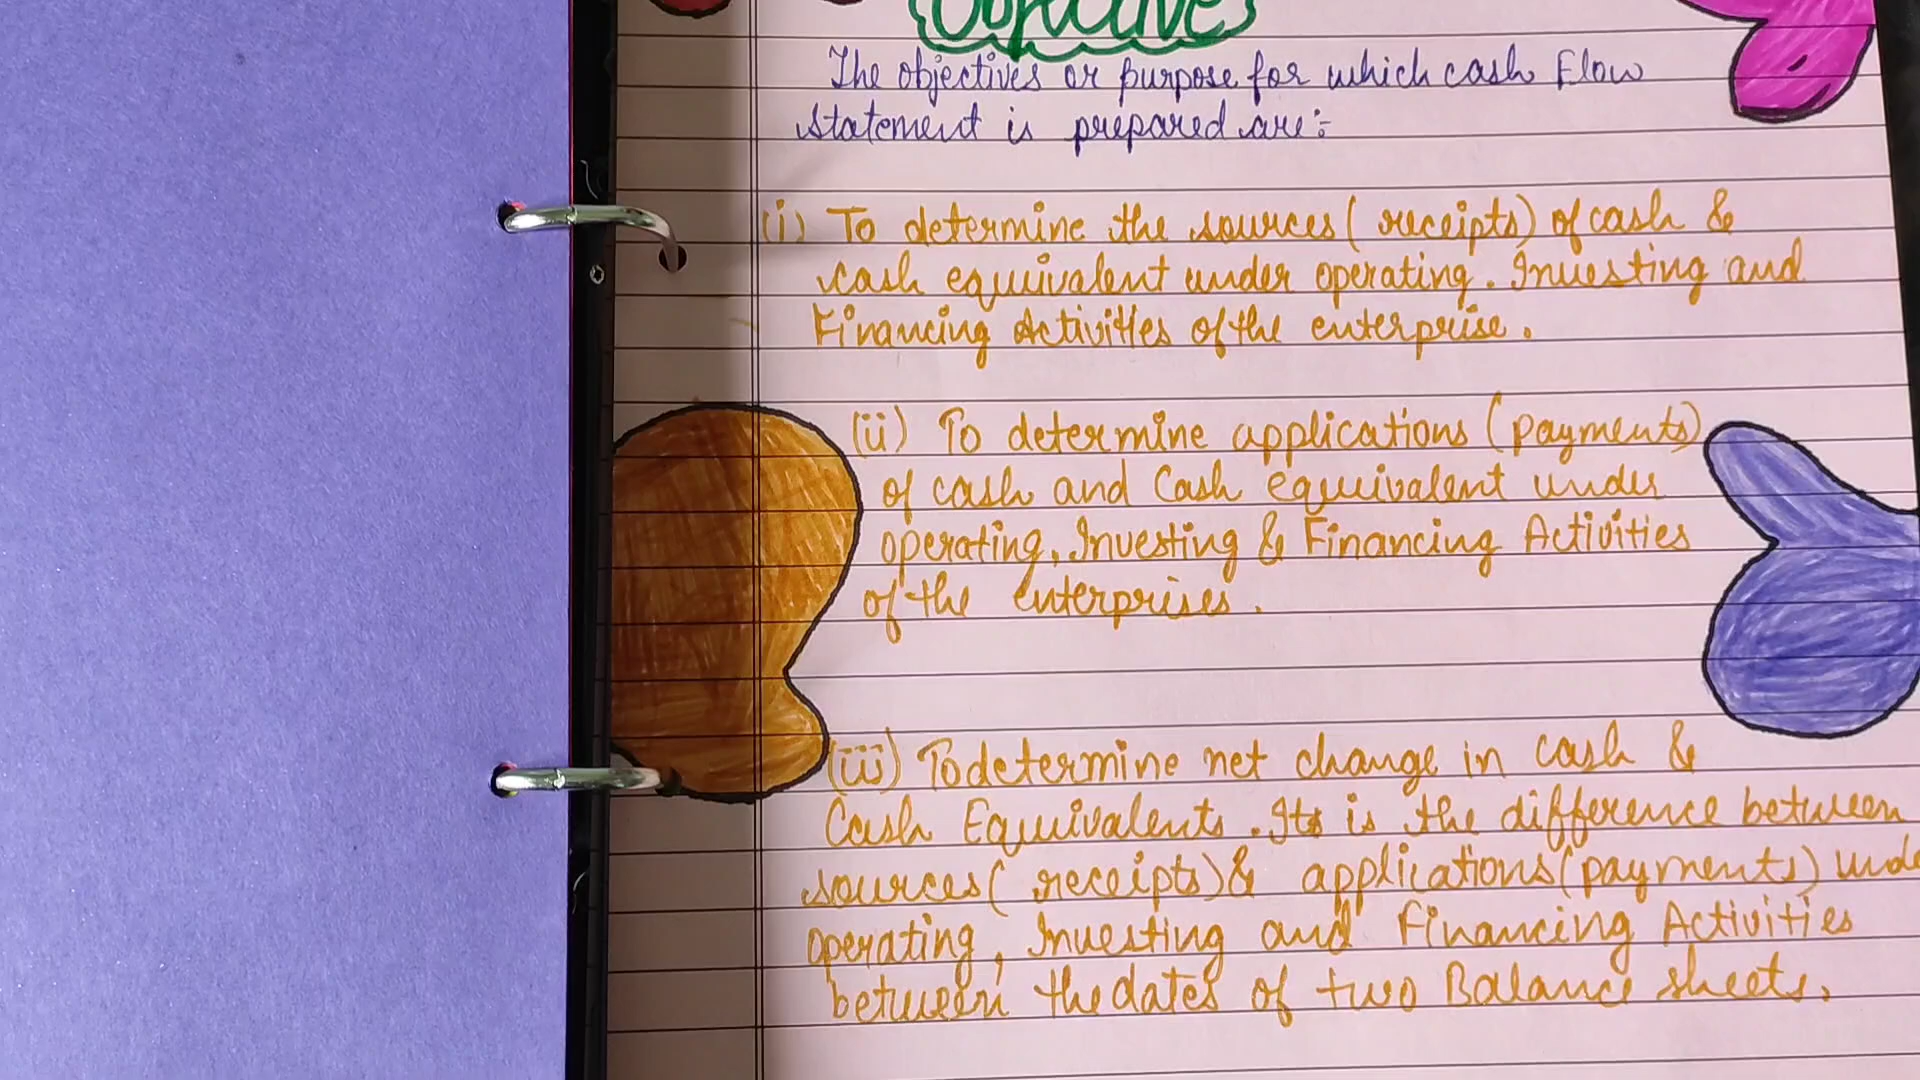 Objective
The objectives or purpose for which cash Flow
statement is prepared are:-
(i) To determine the sources( receipts) of cash &
cash equivalent under operating. Investing and
Financing Activities of the enterprise.
(ii) To determine applications (payments)
of cash and Cash equivalent under
operating, Investing & Financing Activities
of the enterprises.
(iii) To determine net change in cash &
Cash Equivalents. Its is the difference between
sources( receipts)& applications(payments) unde
operating, Investing and Financing Activities
between the dates of two Balance sheets.